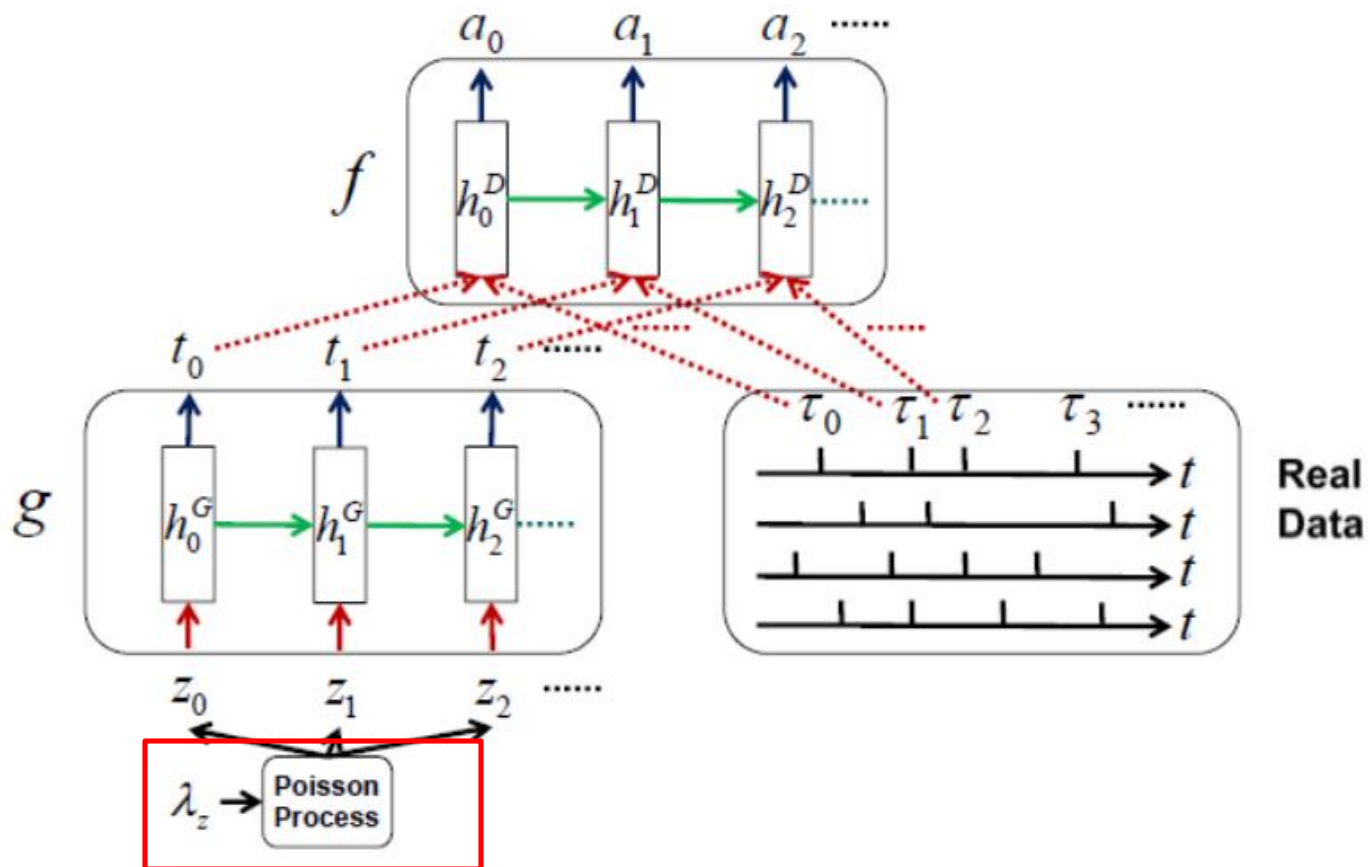 a₀ a₁ a₂ ......
f
h₀ᴰ h₁ᴰ h₂ᴰ ......
t₀ t₁ t₂ ......
τ₀ τ₁ τ₂ τ₃ ......
g
h₀ᴳ h₁ᴳ h₂ᴳ ......
t
t
t
t
Real
Data
z₀ z₁ z₂ ......
λ_z
Poisson
Process